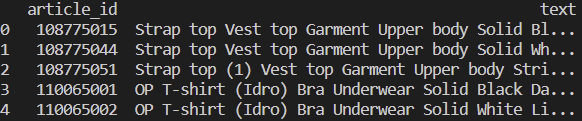 article_id text
0 108775015 Strap top Vest top Garment Upper body Solid Bl...
1 108775044 Strap top Vest top Garment Upper body Solid Wh...
2 108775051 Strap top (1) Vest top Garment Upper body Stri...
3 110065001 OP T-shirt (Idro) Bra Underwear Solid Black Da...
4 110065002 OP T-shirt (Idro) Bra Underwear Solid White Li...